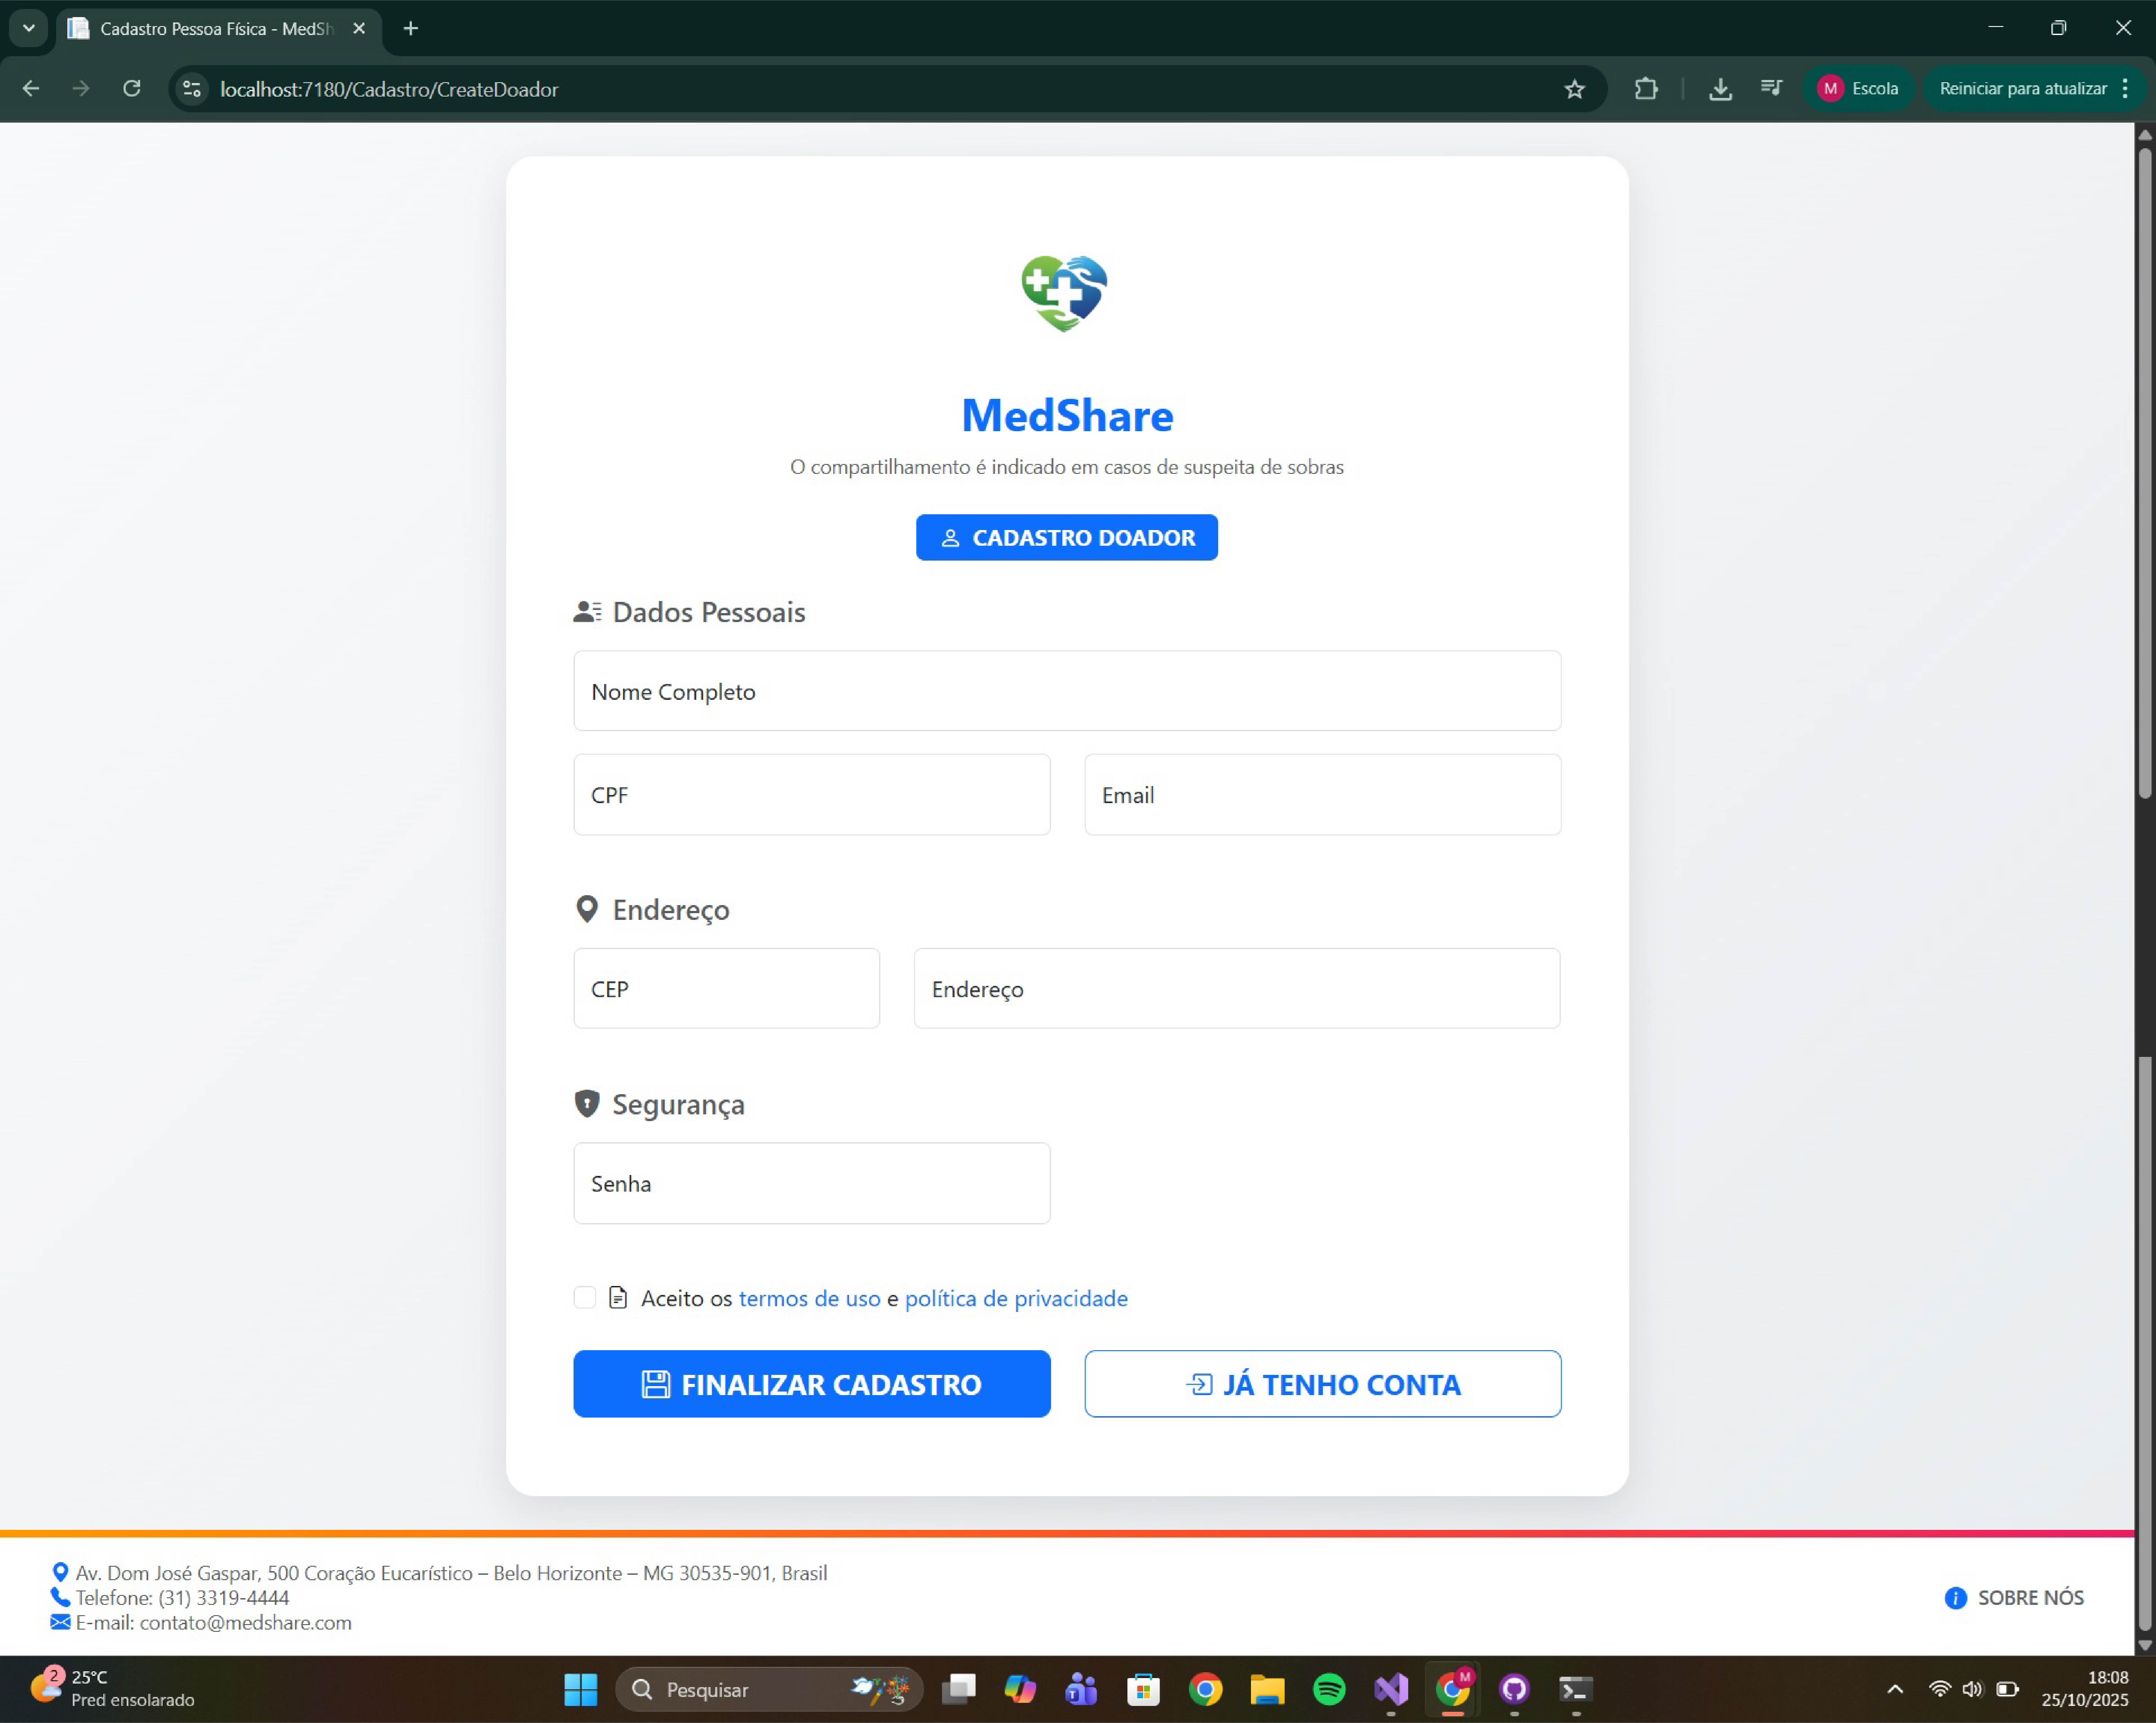 Cadastro Pessoa Física - MedSh
localhost:7180/Cadastro/CreateDoador
M Escola
Reiniciar para atualizar
MedShare
O compartilhamento é indicado em casos de suspeita de sobras
CADASTRO DOADOR
Dados Pessoais
Nome Completo
CPF
Email
Endereço
CEP
Endereço
Segurança
Senha
Aceito os termos de uso e política de privacidade
FINALIZAR CADASTRO
JÁ TENHO CONTA
Av. Dom José Gaspar, 500 Coração Eucarístico – Belo Horizonte – MG 30535-901, Brasil
Telefone: (31) 3319-4444
E-mail: contato@medshare.com
SOBRE NÓS
2
25°C
Pred ensolarado
Pesquisar
M
18:08
25/10/2025